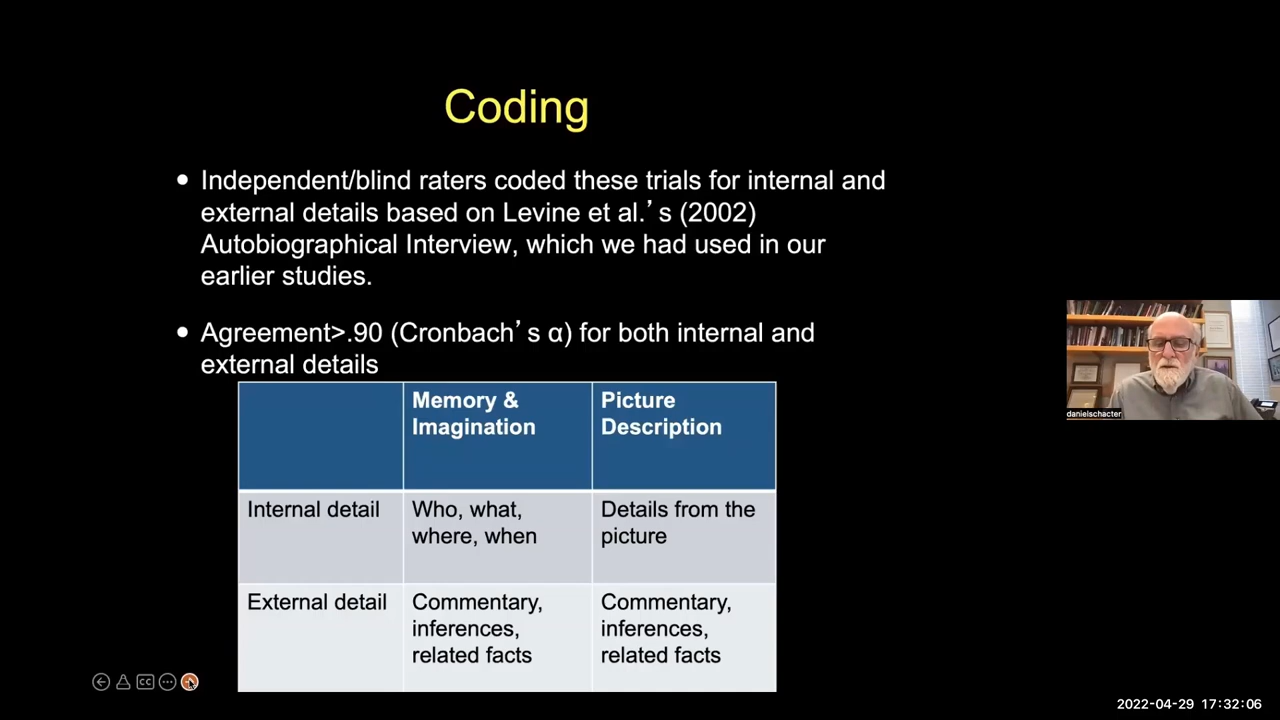 Coding
• Independent/blind raters coded these trials for internal and
external details based on Levine et al.’s (2002)
Autobiographical Interview, which we had used in our
earlier studies.
• Agreement>.90 (Cronbach’s α) for both internal and
external details
Memory &
Imagination
Picture
Description
Internal detail
Who, what,
where, when
Details from the
picture
External detail
Commentary,
inferences,
related facts
Commentary,
inferences,
related facts
danielschacter
CC
2022-04-29 17:32:06